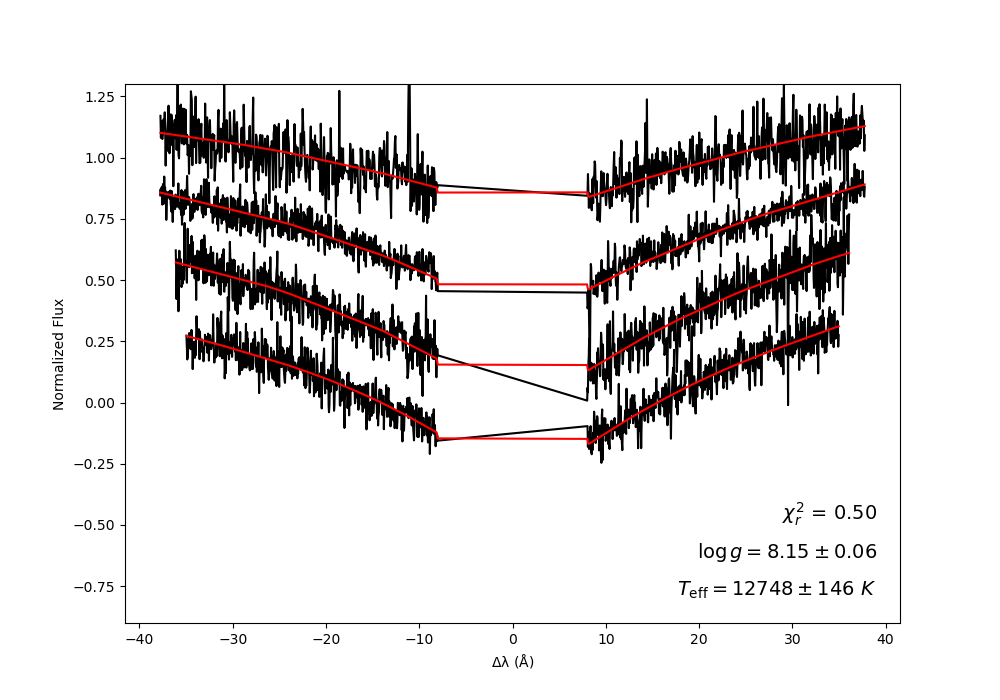 1.25
1.00
0.75
0.50
0.25
0.00
−0.25
−0.50
−0.75
Normalized Flux
χ²ᵣ = 0.50
log g = 8.15 ± 0.06
T_eff = 12748 ± 146 K
−40 −30 −20 −10 0 10 20 30 40
Δλ (Å)